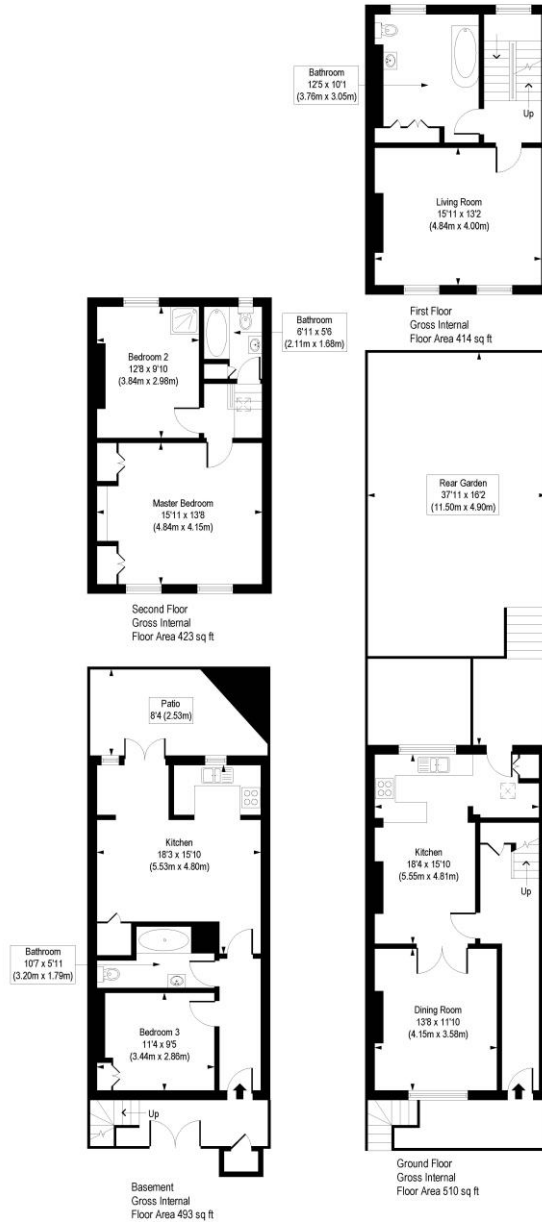 Bathroom
12'5 x 10'1
(3.76m x 3.05m)
Up
Living Room
15'11 x 13'2
(4.84m x 4.00m)
First Floor
Gross Internal
Floor Area 414 sq ft
Bedroom 2
12'8 x 9'10
(3.84m x 2.98m)
Bathroom
6'11 x 5'6
(2.11m x 1.68m)
Master Bedroom
15'11 x 13'8
(4.84m x 4.15m)
Second Floor
Gross Internal
Floor Area 423 sq ft
Rear Garden
37'11 x 16'2
(11.50m x 4.90m)
Patio
8'4 (2.53m)
Kitchen
18'3 x 15'10
(5.53m x 4.80m)
Bathroom
10'7 x 5'11
(3.20m x 1.79m)
Bedroom 3
11'4 x 9'5
(3.44m x 2.86m)
Up
Basement
Gross Internal
Floor Area 493 sq ft
Kitchen
18'4 x 15'10
(5.55m x 4.81m)
Up
Dining Room
13'8 x 11'10
(4.15m x 3.58m)
Ground Floor
Gross Internal
Floor Area 510 sq ft